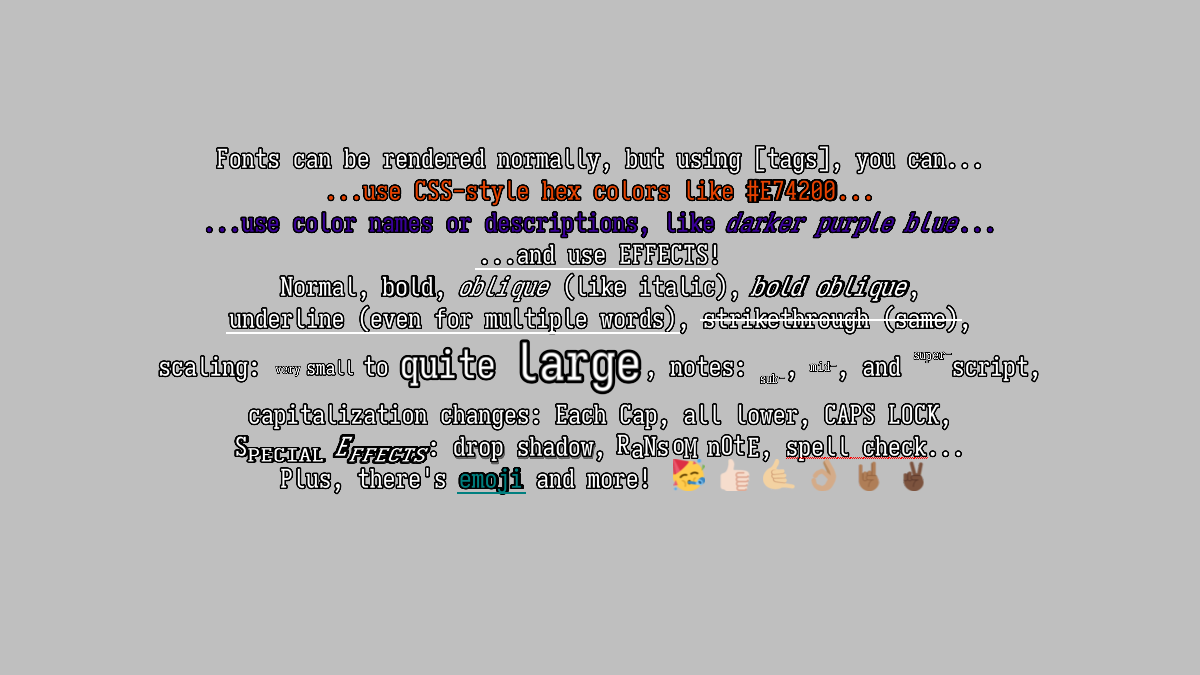 Fonts can be rendered normally, but using [tags], you can...
...use CSS-style hex colors like #E74200...
...use color names or descriptions, like darker purple blue...
...and use EFFECTS!
Normal, bold, oblique (like italic), bold oblique,
underline (even for multiple words), strikethrough (same),
scaling: very small to quite large, notes: sub-, mid-, and super-script,
capitalization changes: Each Cap, all lower, CAPS LOCK,
SPECIAL EFFECTS: drop shadow, RaNsoM nOtE, spell check...
Plus, there's emoji and more! 🥳 👍🏻 🤙🏼 👌🏽 🤘🏾 ✌🏿